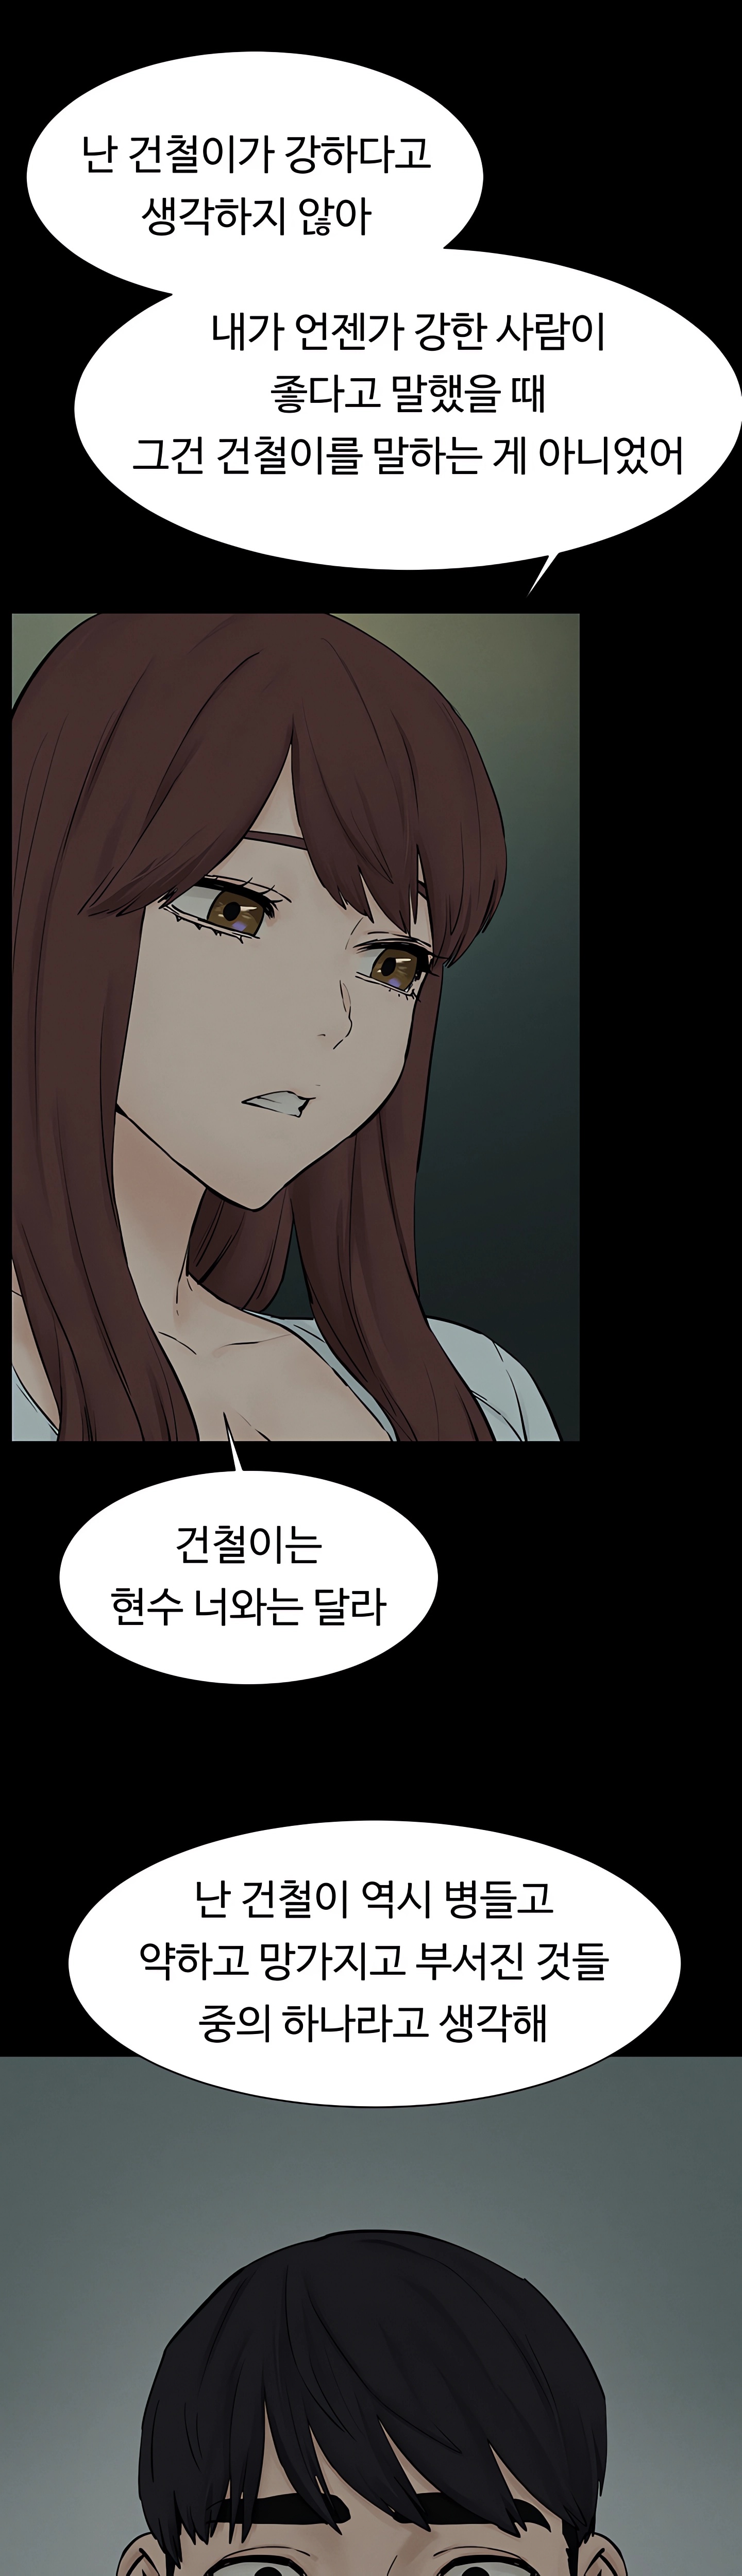 난 건철이가 강하다고
생각하지 않아
내가 언젠가 강한 사람이
좋다고 말했을 때
그건 건철이를 말하는 게 아니었어
건철이는
현수 너와는 달라
난 건철이 역시 병들고
약하고 망가지고 부서진 것들
중의 하나라고 생각해